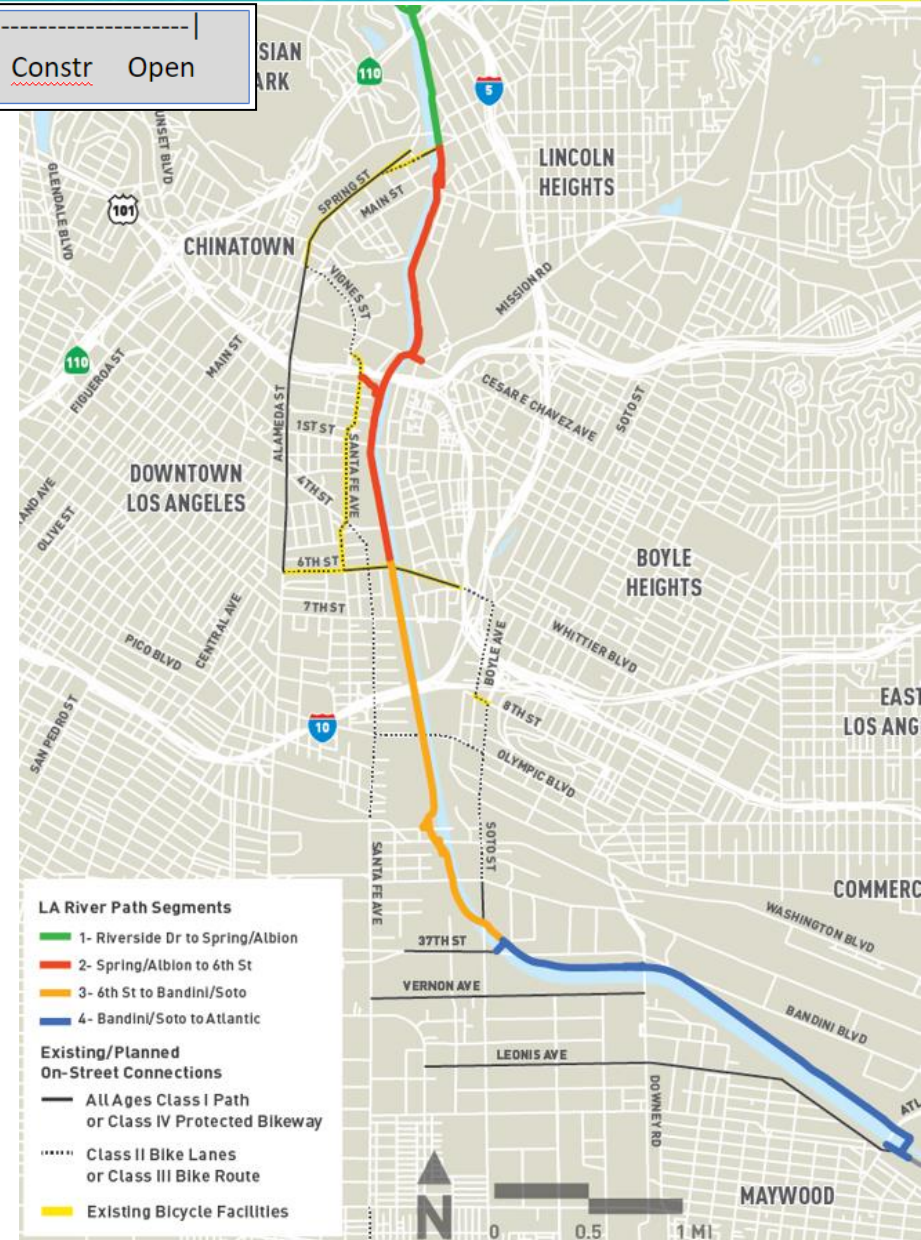 --------------------|
Constr Open
SIAN
ARK
110
5
LINCOLN
HEIGHTS
UNSET BLVD
GLENDALE BLVD
101
SPRING ST
MAIN ST
CHINATOWN
VIGNES ST
MISSION RD
110
FIGUEROA ST
MAIN ST
ALAMEDA ST
CESAR E CHAVEZ AVE
SOTO ST
1ST ST
SANTA FE AVE
4TH ST
DOWNTOWN
LOS ANGELES
AND AVE
OLIVE ST
BOYLE
HEIGHTS
6TH ST
7TH ST
CENTRAL AVE
PICO BLVD
WHITTIER BLVD
BOYLE AVE
SAN PEDRO ST
10
8TH ST
EAST
LOS ANG
OLYMPIC BLVD
SOTO ST
SANTA FE AVE
COMMERC
WASHINGTON BLVD
LA River Path Segments
1- Riverside Dr to Spring/Albion
2- Spring/Albion to 6th St
3- 6th St to Bandini/Soto
4- Bandini/Soto to Atlantic
Existing/Planned
On-Street Connections
All Ages Class I Path
or Class IV Protected Bikeway
Class II Bike Lanes
or Class III Bike Route
Existing Bicycle Facilities
37TH ST
VERNON AVE
BANDINI BLVD
LEONIS AVE
DOWNEY RD
ATL
MAYWOOD
N
0 0.5 1 MI